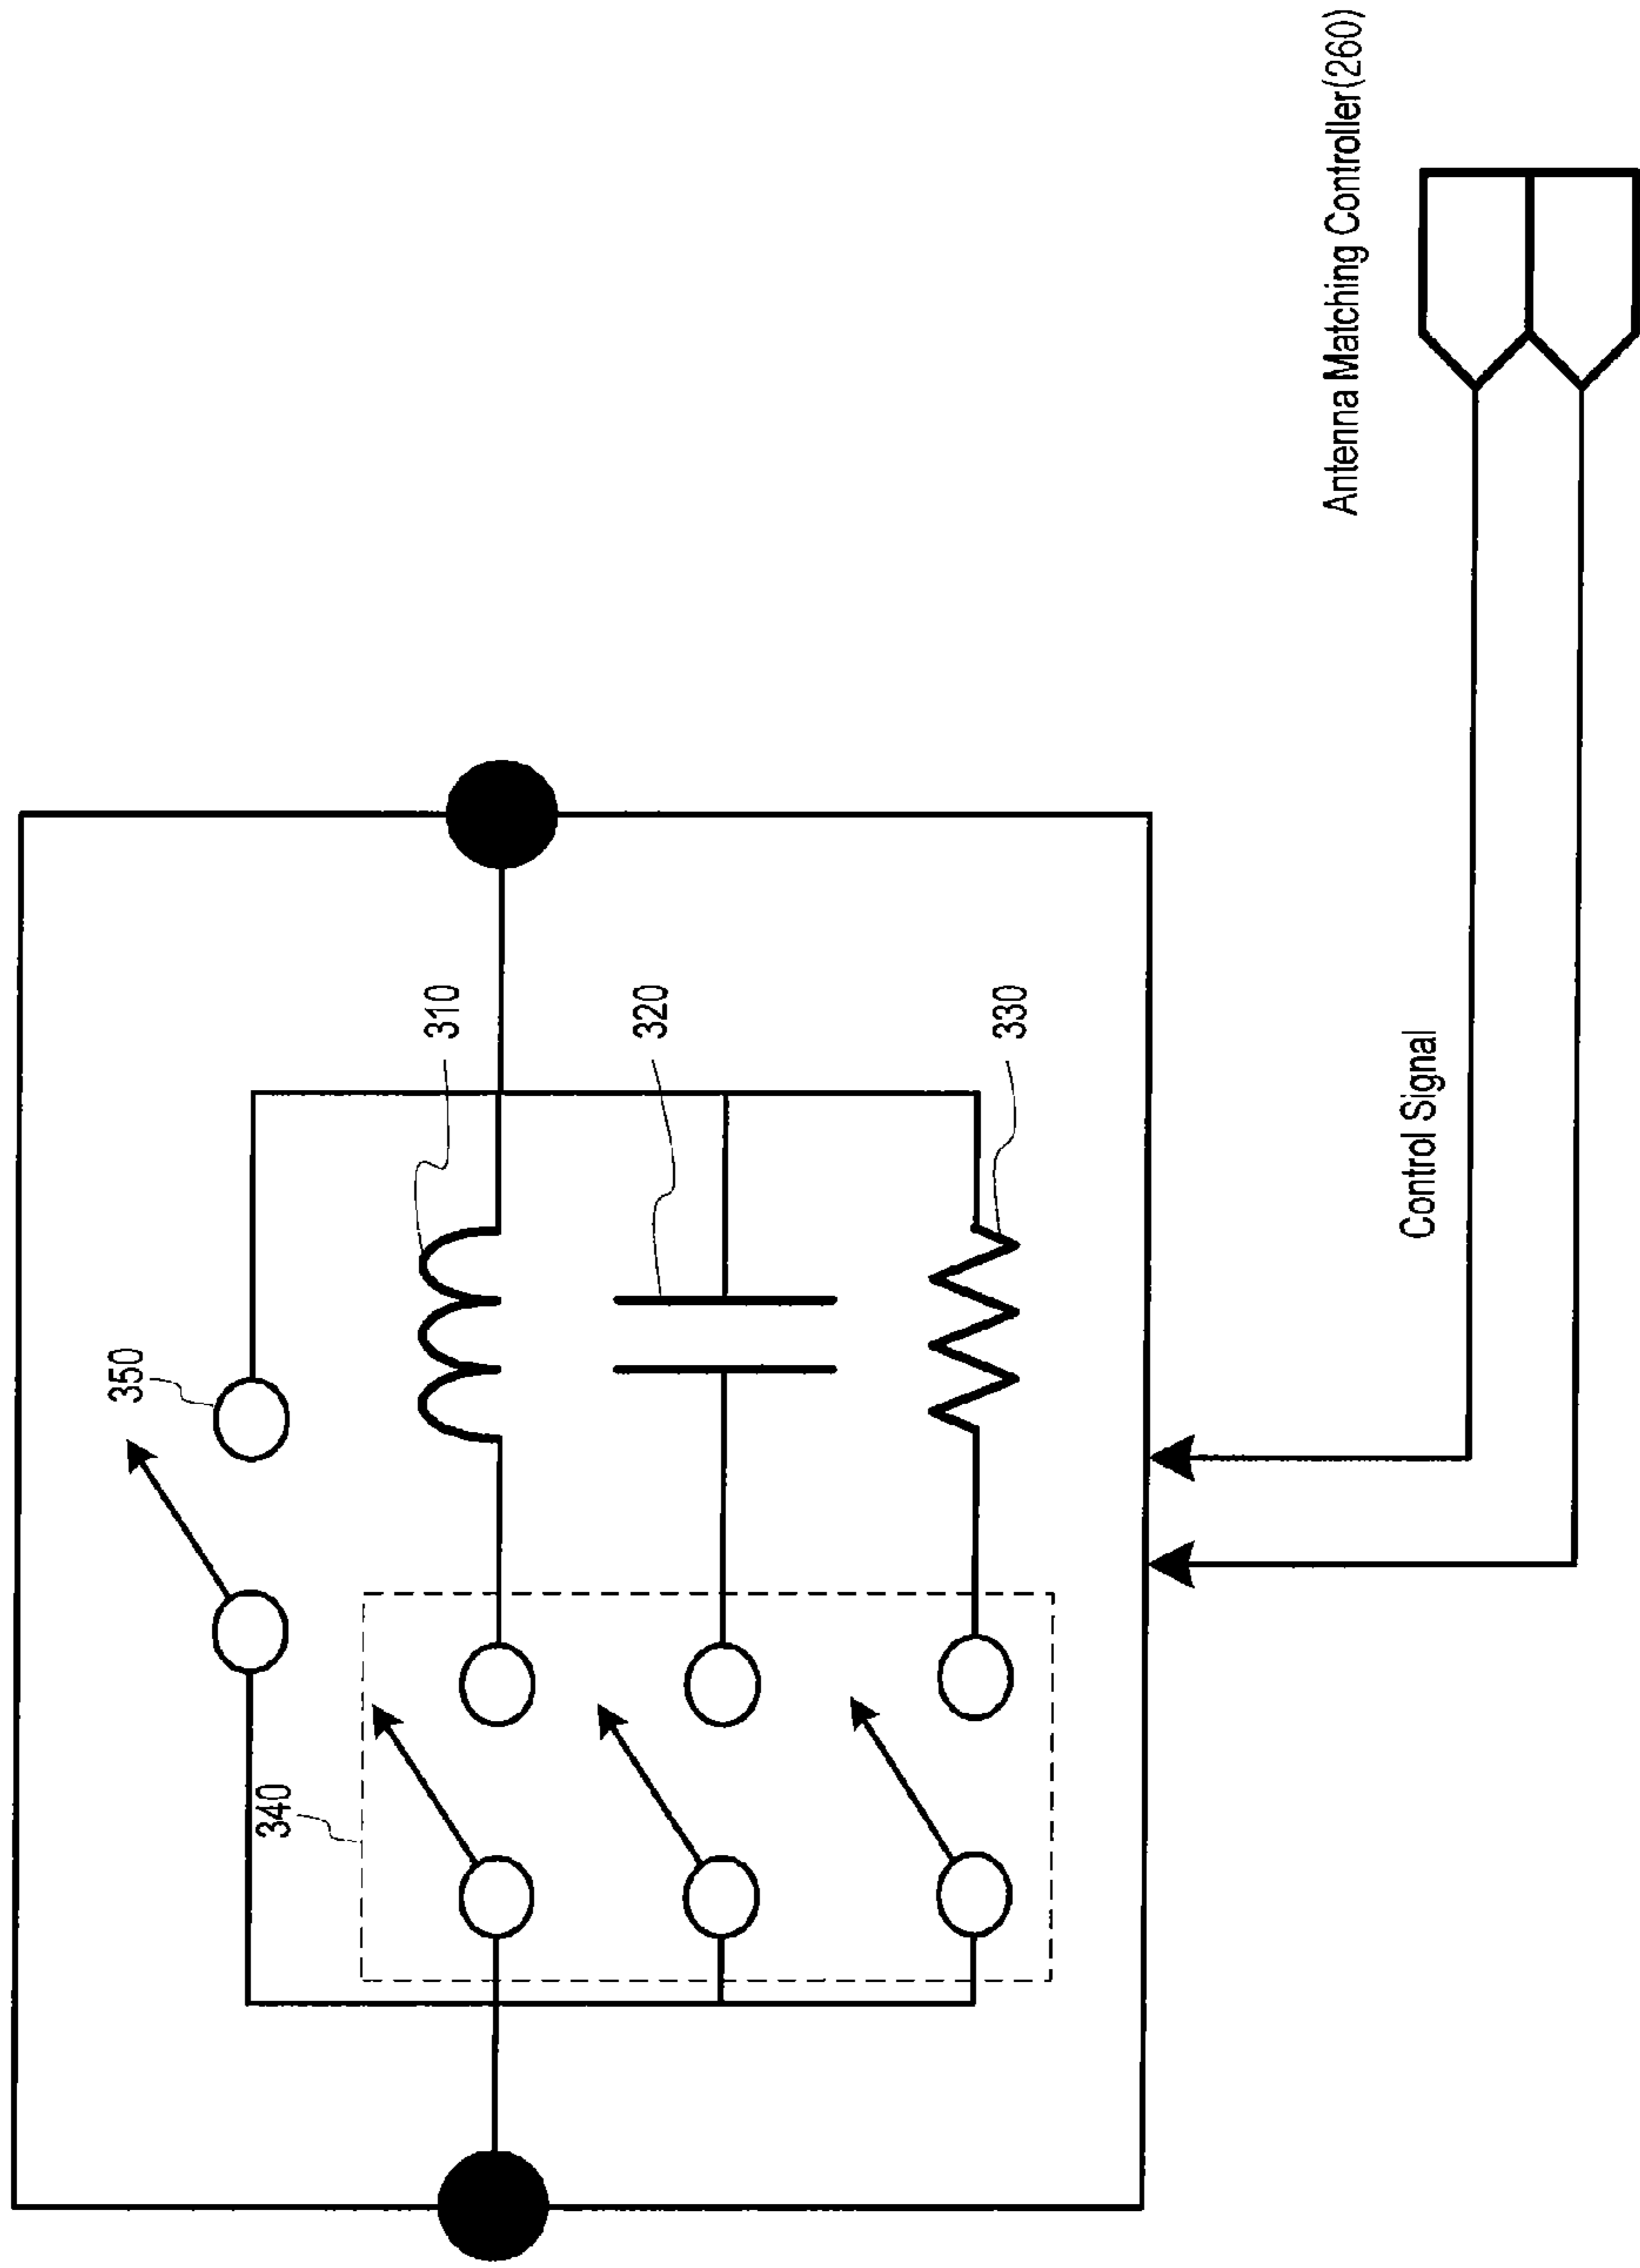 350
340
310
320
330
Control Signal
Antenna Matching Controller(260)